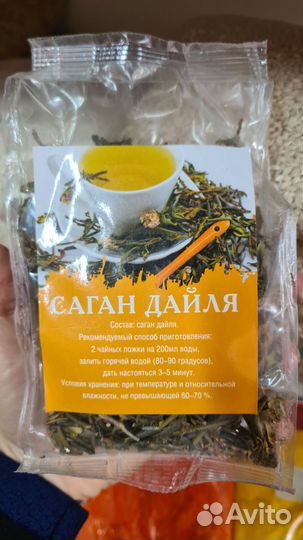 САГАН ДАЙЛЯ
Состав: саган дайля.
Рекомендуемый способ приготовления:
2 чайных ложки на 200мл воды,
залить горячей водой (80-90 градусов),
дать настояться 3-5 минут.
Условия хранения: при температуре и относительной
влажности, не превышающей 60-70 %.
Avito